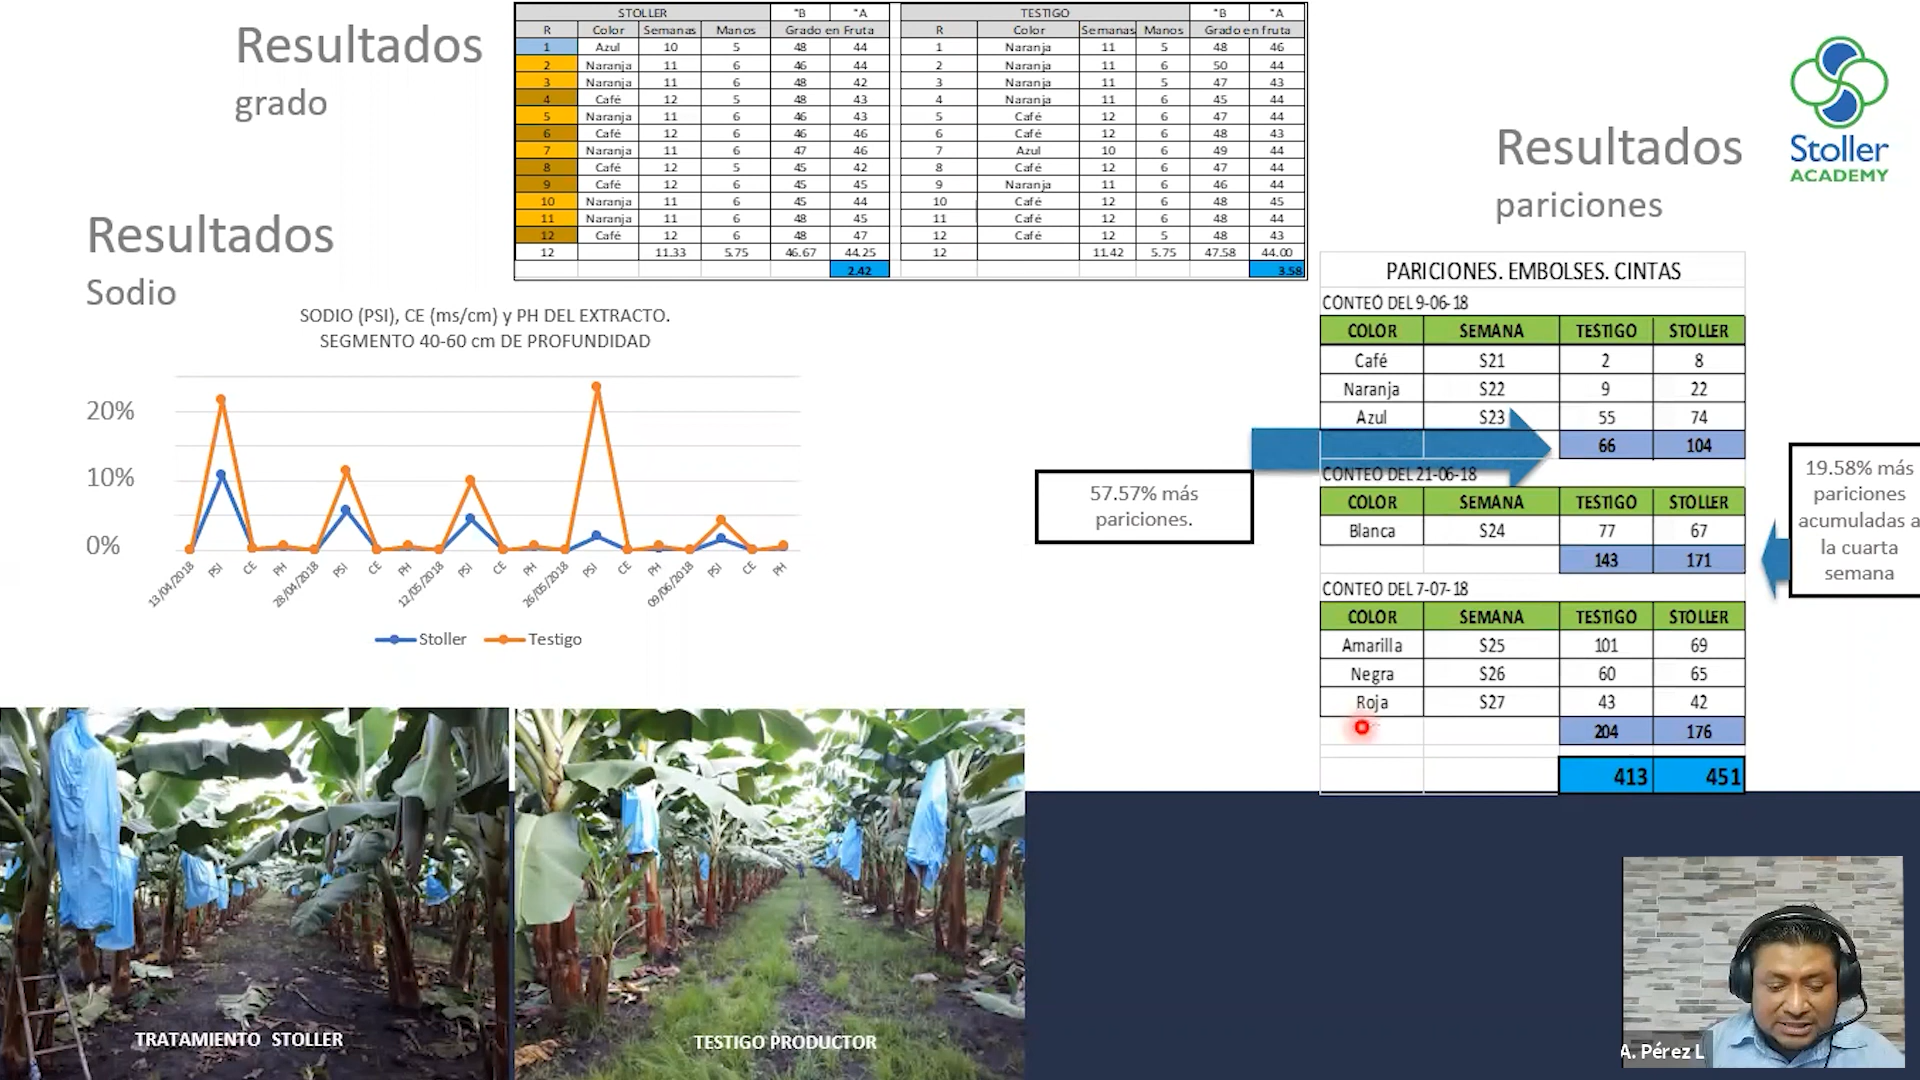 Resultados
grado
STOLLER °B °A TESTIGO °B °A
R Color Semanas Manos Grado en Fruta R Color Semanas Manos Grado en fruta
1 Azul 10 5 48 44 1 Naranja 11 5 48 46
2 Naranja 11 6 46 44 2 Naranja 11 6 50 44
3 Naranja 11 6 48 42 3 Naranja 11 5 47 43
4 Café 12 5 48 43 4 Naranja 11 6 45 44
5 Naranja 11 6 46 43 5 Café 12 6 47 44
6 Café 12 6 46 46 6 Café 12 6 48 43
7 Naranja 11 6 47 46 7 Azul 10 6 49 44
8 Café 12 5 45 42 8 Café 12 6 47 44
9 Café 12 6 45 45 9 Naranja 11 6 46 44
10 Naranja 11 6 45 44 10 Café 12 6 48 45
11 Naranja 11 6 48 45 11 Café 12 6 48 44
12 Café 12 6 48 47 12 Café 12 5 48 43
12 11.33 5.75 46.67 44.25 12 11.42 5.75 47.58 44.00
2.42 3.58
Stoller
ACADEMY
Resultados
pariciones
Resultados
Sodio
SODIO (PSI), CE (ms/cm) y PH DEL EXTRACTO.
SEGMENTO 40-60 cm DE PROFUNDIDAD
20%
10%
0%
13/04/2018 PSI CE PH 28/04/2018 PSI CE PH 12/05/2018 PSI CE PH 26/05/2018 PSI CE PH 09/06/2018 PSI CE PH
Stoller Testigo
57.57% más
pariciones.
PARICIONES. EMBOLSES. CINTAS
CONTEO DEL 9-06-18
COLOR SEMANA TESTIGO STOLLER
Café S21 2 8
Naranja S22 9 22
Azul S23 55 74
66 104
CONTEO DEL 21-06-18
COLOR SEMANA TESTIGO STOLLER
Blanca S24 77 67
143 171
CONTEO DEL 7-07-18
COLOR SEMANA TESTIGO STOLLER
Amarilla S25 101 69
Negra S26 60 65
Roja S27 43 42
204 176
413 451
19.58% más
pariciones
acumuladas a
la cuarta
semana
TRATAMIENTO STOLLER
TESTIGO PRODUCTOR
A. Pérez L